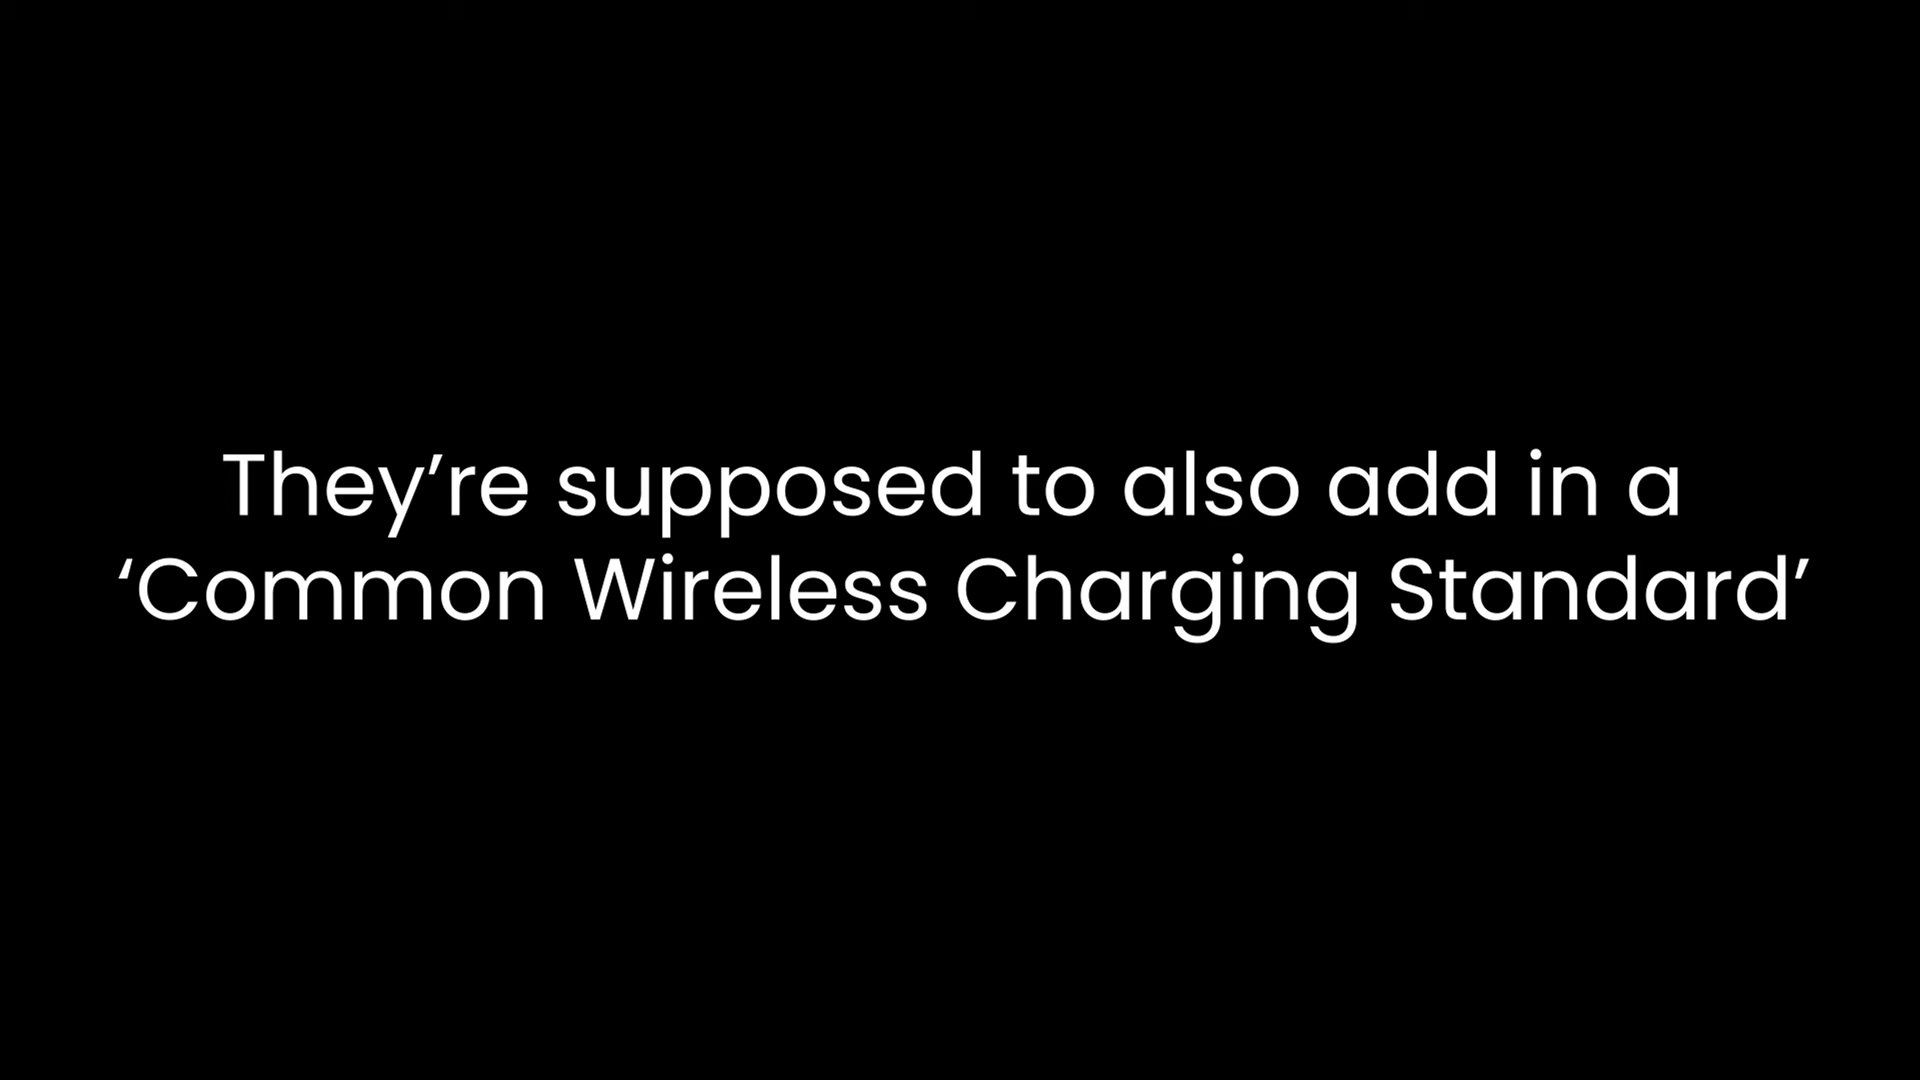 They’re supposed to also add in a
‘Common Wireless Charging Standard’